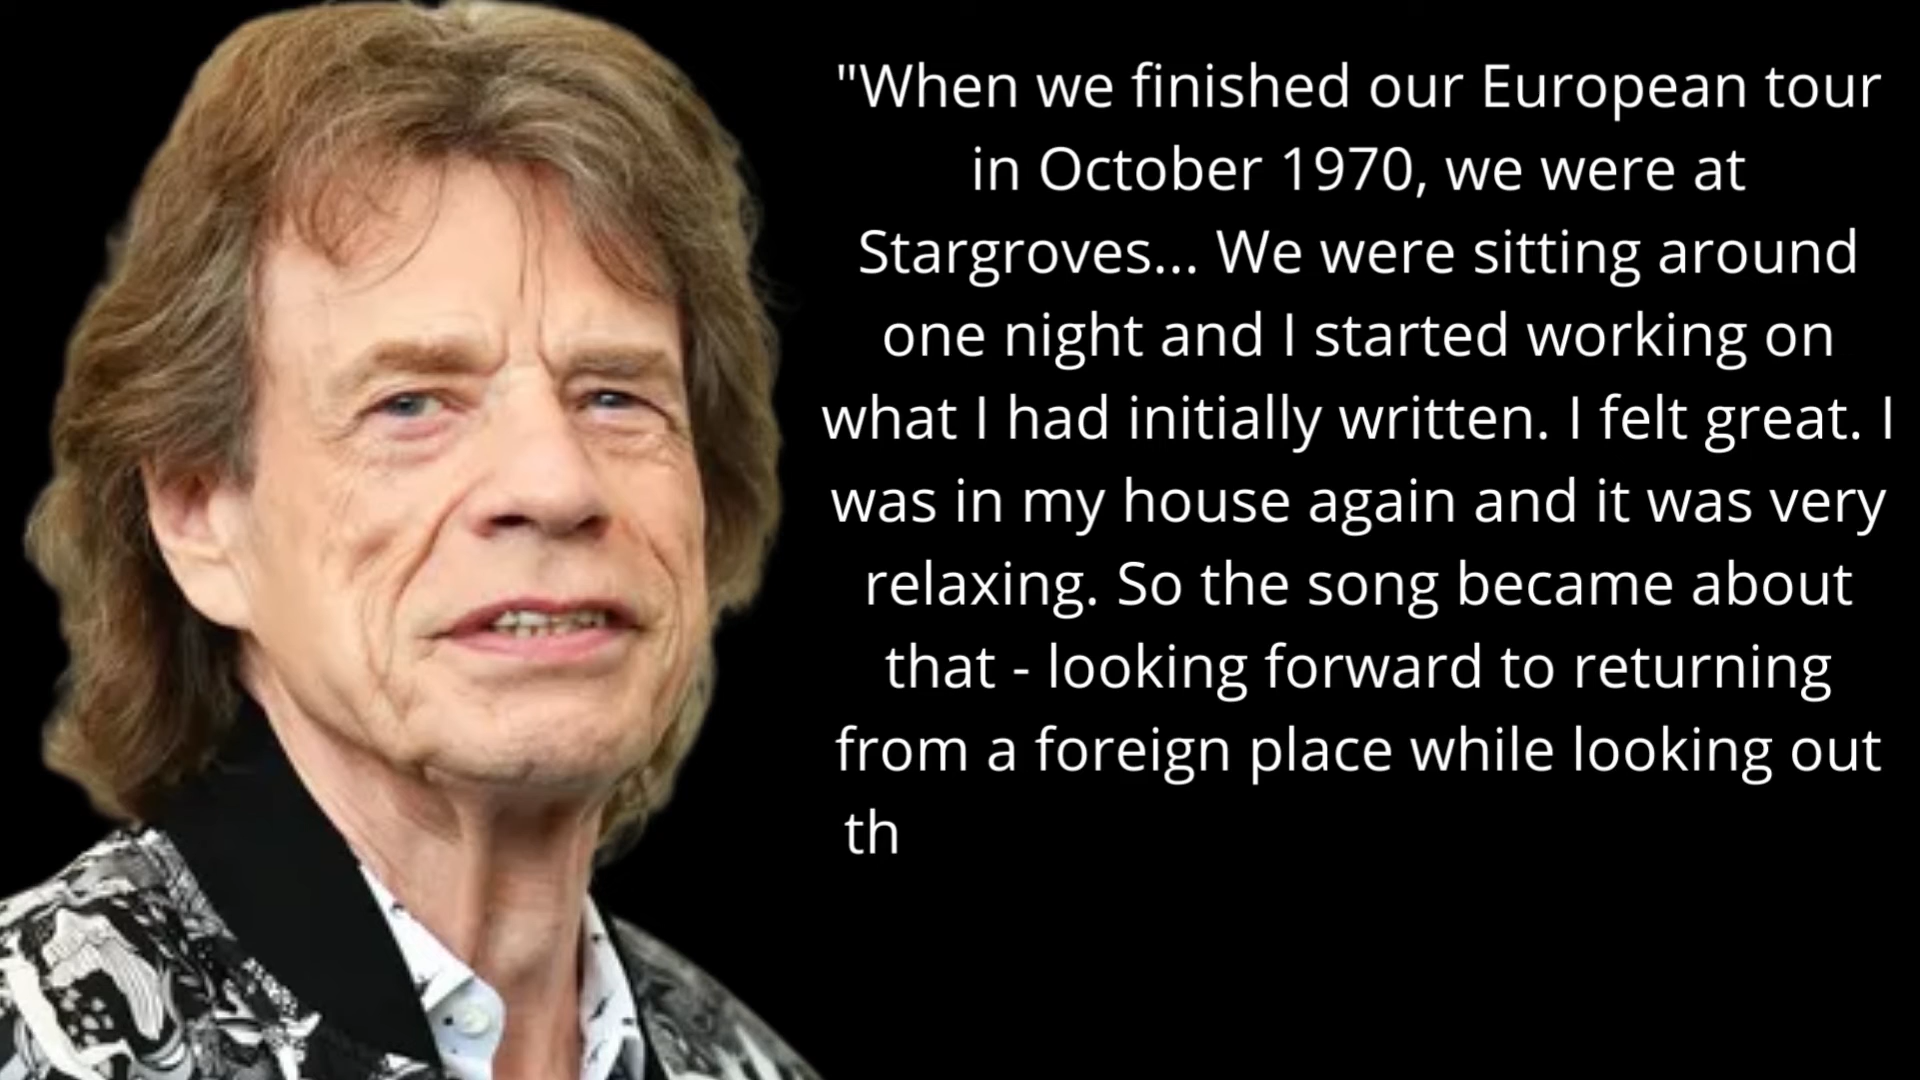 "When we finished our European tour
in October 1970, we were at
Stargroves... We were sitting around
one night and I started working on
what I had initially written. I felt great. I
was in my house again and it was very
relaxing. So the song became about
that - looking forward to returning
from a foreign place while looking out
th